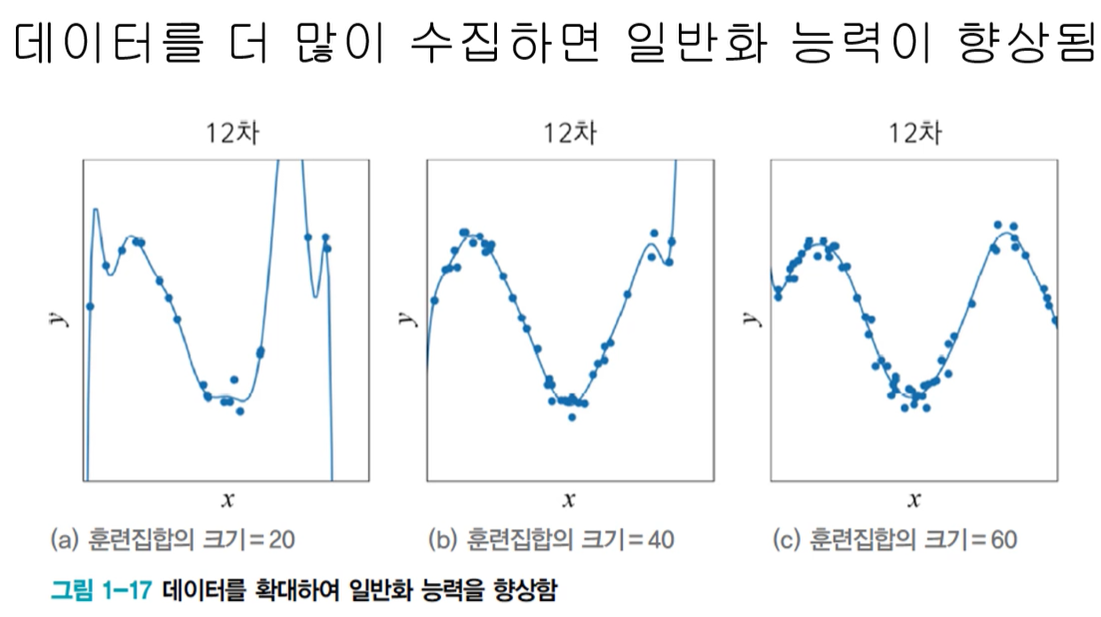 데이터를 더 많이 수집하면 일반화 능력이 향상됨
12차 12차 12차
y y y
x x x
(a) 훈련집합의 크기=20 (b) 훈련집합의 크기=40 (c) 훈련집합의 크기=60
그림 1-17 데이터를 확대하여 일반화 능력을 향상함